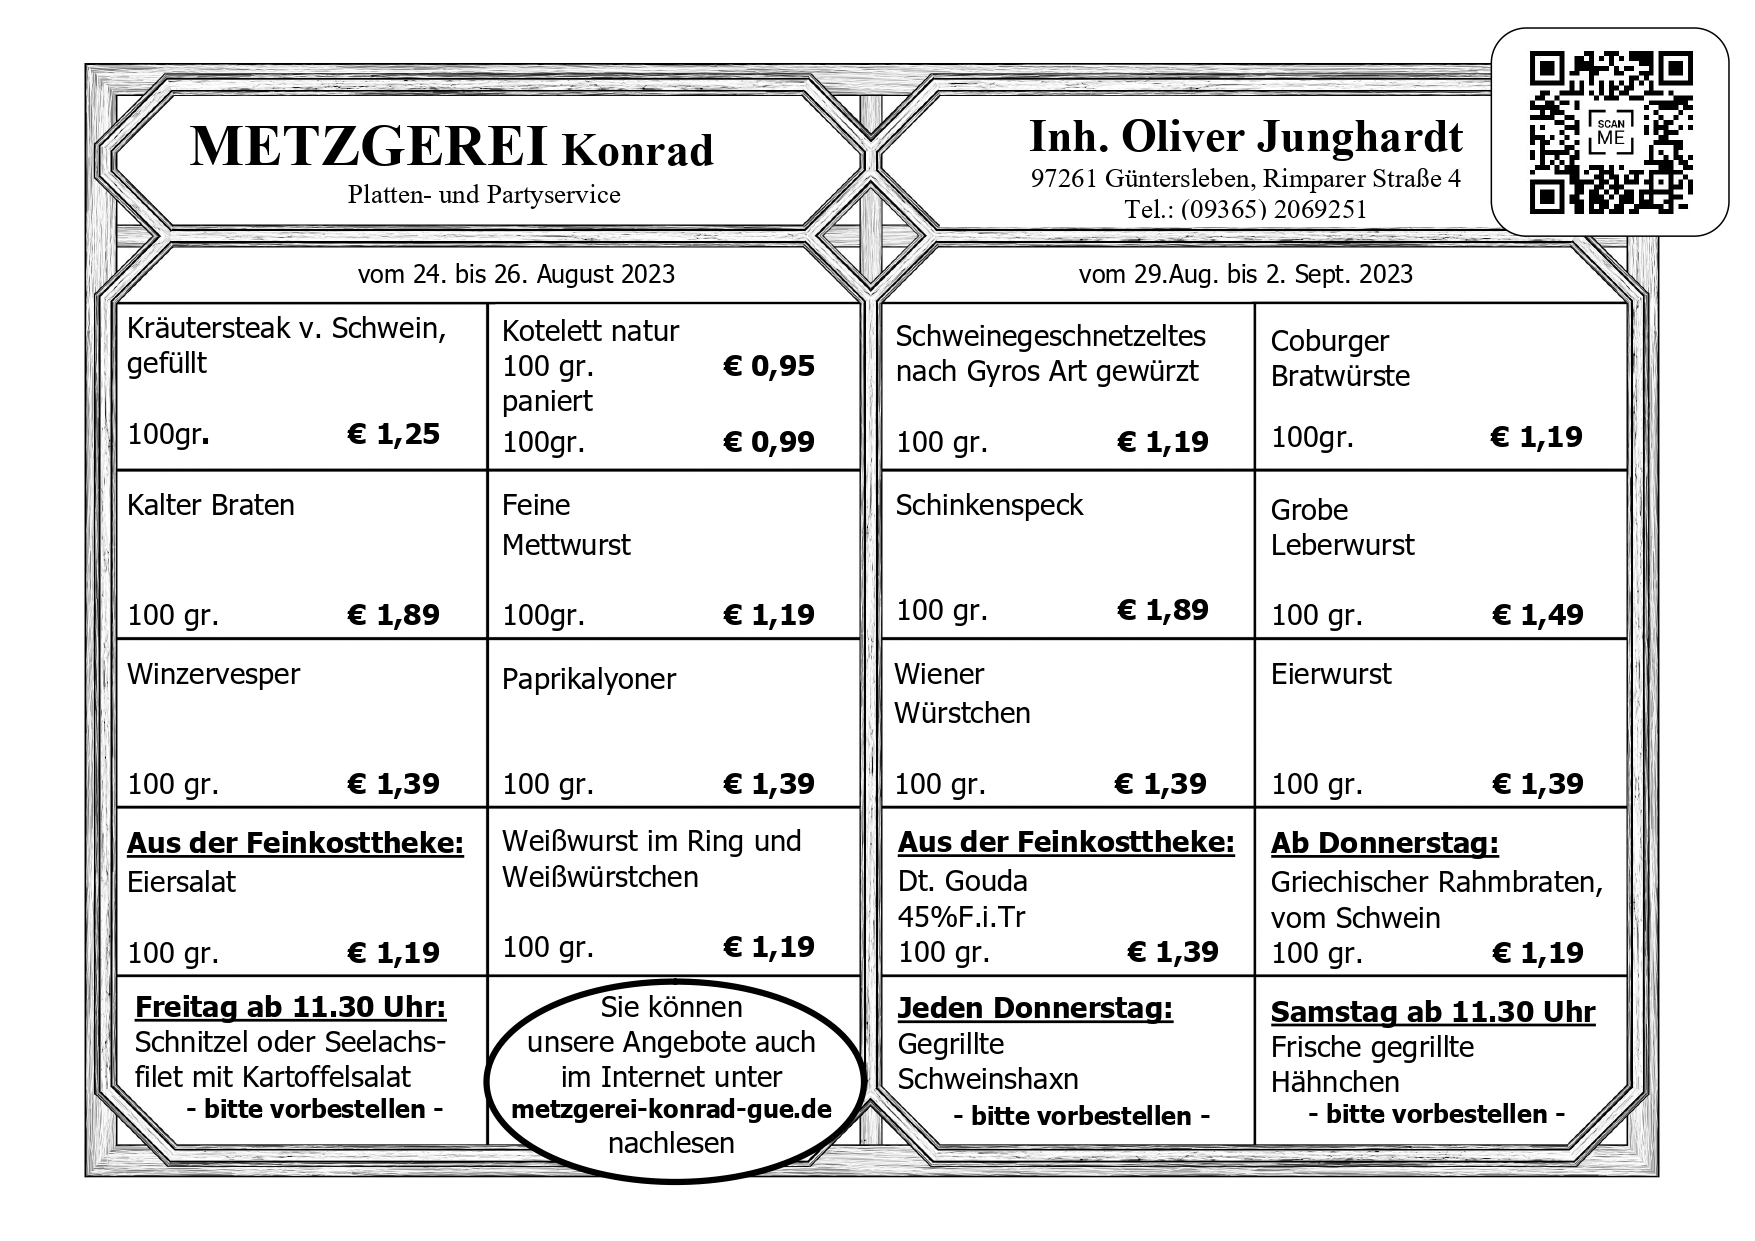 METZGEREI Konrad
Platten- und Partyservice
Inh. Oliver Junghardt
97261 Güntersleben, Rimparer Straße 4
Tel.: (09365) 2069251
SCAN
ME
vom 24. bis 26. August 2023
Kräutersteak v. Schwein,
gefüllt
100gr. € 1,25
Kotelett natur
100 gr. € 0,95
paniert
100gr. € 0,99
Kalter Braten
100 gr. € 1,89
Feine
Mettwurst
100gr. € 1,19
Winzervesper
100 gr. € 1,39
Paprikalyoner
100 gr. € 1,39
Aus der Feinkosttheke:
Eiersalat
100 gr. € 1,19
Weißwurst im Ring und
Weißwürstchen
100 gr. € 1,19
Freitag ab 11.30 Uhr:
Schnitzel oder Seelachs-
filet mit Kartoffelsalat
- bitte vorbestellen -
Sie können
unsere Angebote auch
im Internet unter
metzgerei-konrad-gue.de
nachlesen
vom 29.Aug. bis 2. Sept. 2023
Schweinegeschnetzeltes
nach Gyros Art gewürzt
100 gr. € 1,19
Coburger
Bratwürste
100gr. € 1,19
Schinkenspeck
100 gr. € 1,89
Grobe
Leberwurst
100 gr. € 1,49
Wiener
Würstchen
100 gr. € 1,39
Eierwurst
100 gr. € 1,39
Aus der Feinkosttheke:
Dt. Gouda
45%F.i.Tr
100 gr. € 1,39
Ab Donnerstag:
Griechischer Rahmbraten,
vom Schwein
100 gr. € 1,19
Jeden Donnerstag:
Gegrillte
Schweinshaxn
- bitte vorbestellen -
Samstag ab 11.30 Uhr
Frische gegrillte
Hähnchen
- bitte vorbestellen -